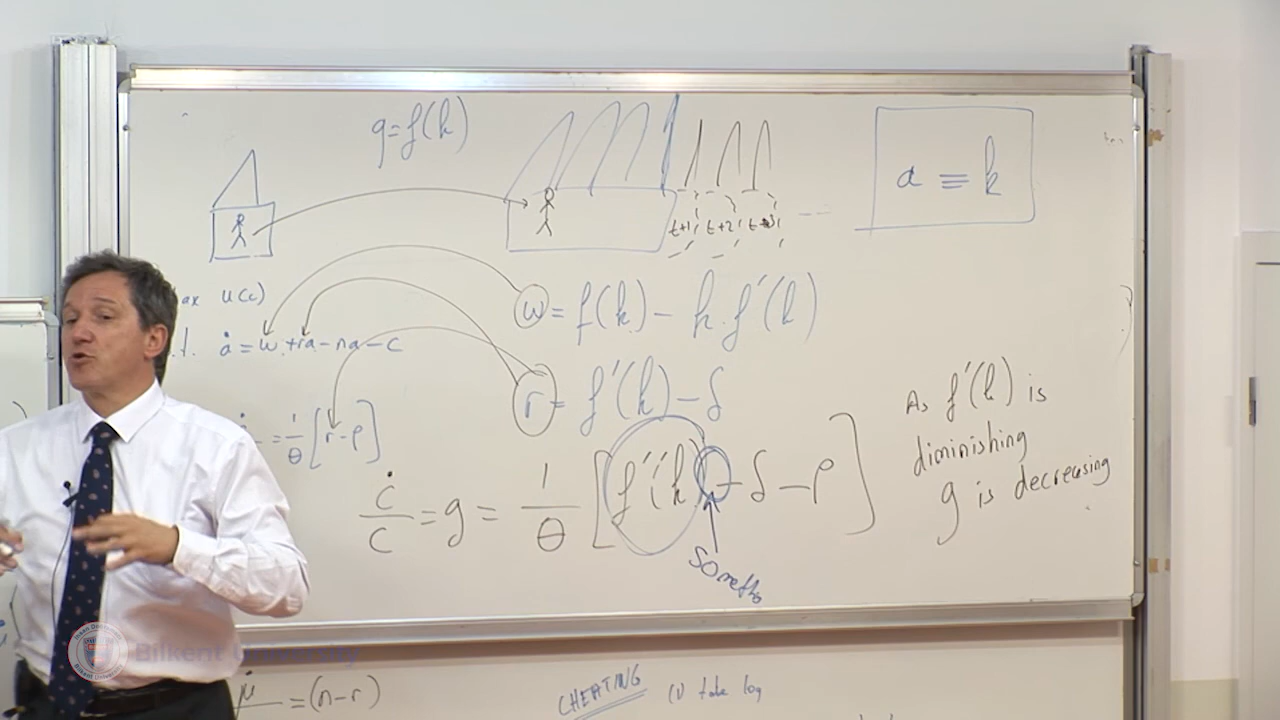 q=f(k)
t+1 t+2 t+3 ...
a = k
ax u(c)
.t. ȧ = w + ra - na - c
w = f(k) - k.f'(k)
r = f'(k) - δ
= 1/θ [r-ρ]
ċ/c = g = 1/θ [f'(k) - δ - ρ]
As f'(k) is
diminishing
g is decreasing
Bilkent University
= (n-r)
CHEATING (1) take log